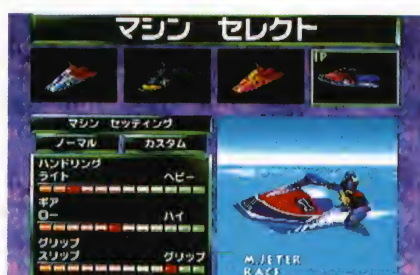 マシン セレクト
1P
マシン セッティング
ノーマル カスタム
ハンドリング
ライト ヘビー
ギア
ロー ハイ
グリップ
スリップ グリップ
M.JETER